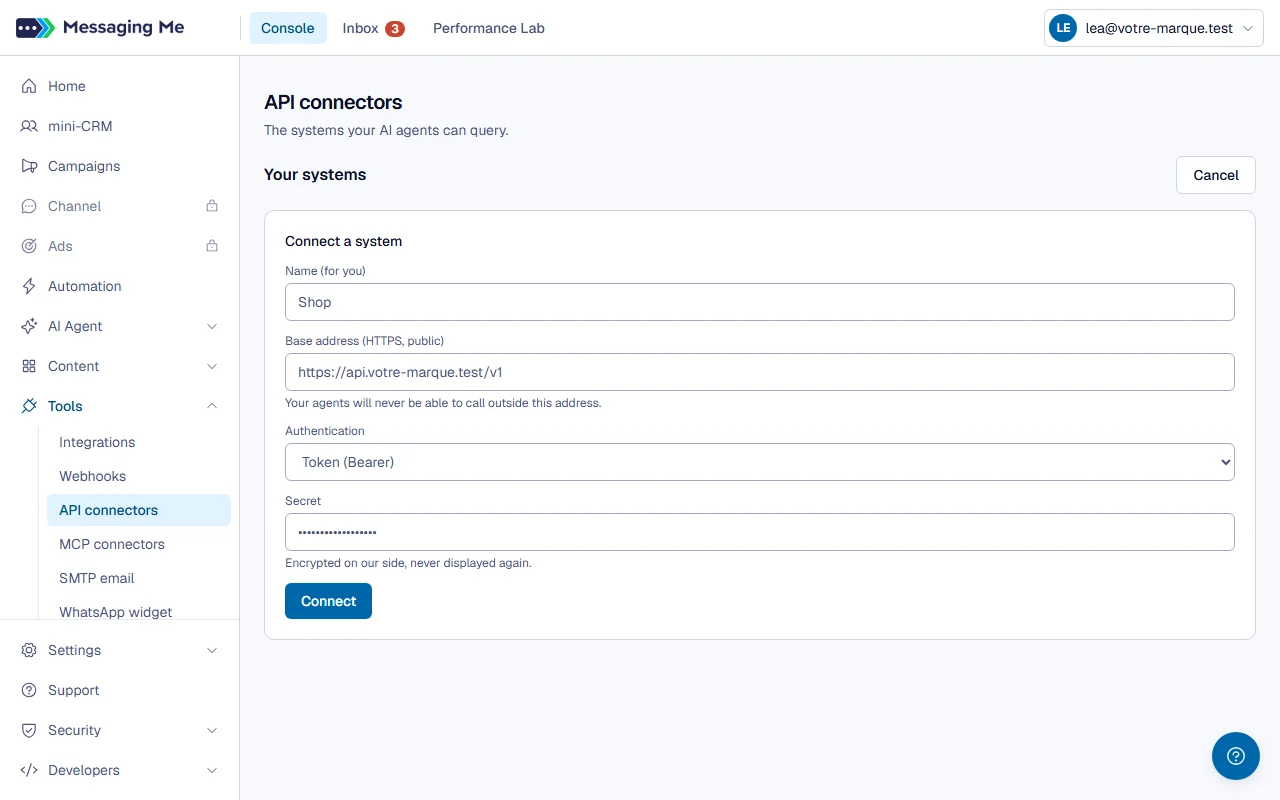 Messaging Me
Console
Inbox 3
Performance Lab
LE lea@votre-marque.test
Home
mini-CRM
Campaigns
Channel
Ads
Automation
AI Agent
Content
Tools
Integrations
Webhooks
API connectors
MCP connectors
SMTP email
WhatsApp widget
Settings
Support
Security
Developers
API connectors
The systems your AI agents can query.
Your systems
Cancel
Connect a system
Name (for you)
Shop
Base address (HTTPS, public)
https://api.votre-marque.test/v1
Your agents will never be able to call outside this address.
Authentication
Token (Bearer)
Secret
••••••••••••••••••
Encrypted on our side, never displayed again.
Connect